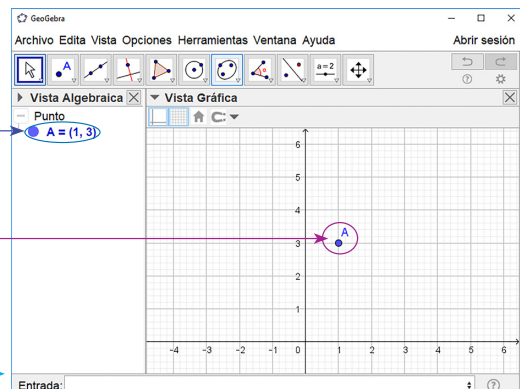 GeoGebra
Archivo Edita Vista Opciones Herramientas Ventana Ayuda Abrir sesión
A a=2
Vista Algebraica Vista Gráfica
Punto
A = (1, 3)
6
5
4
A
3
2
1
-4 -3 -2 -1 0 1 2 3 4 5 6
Entrada: